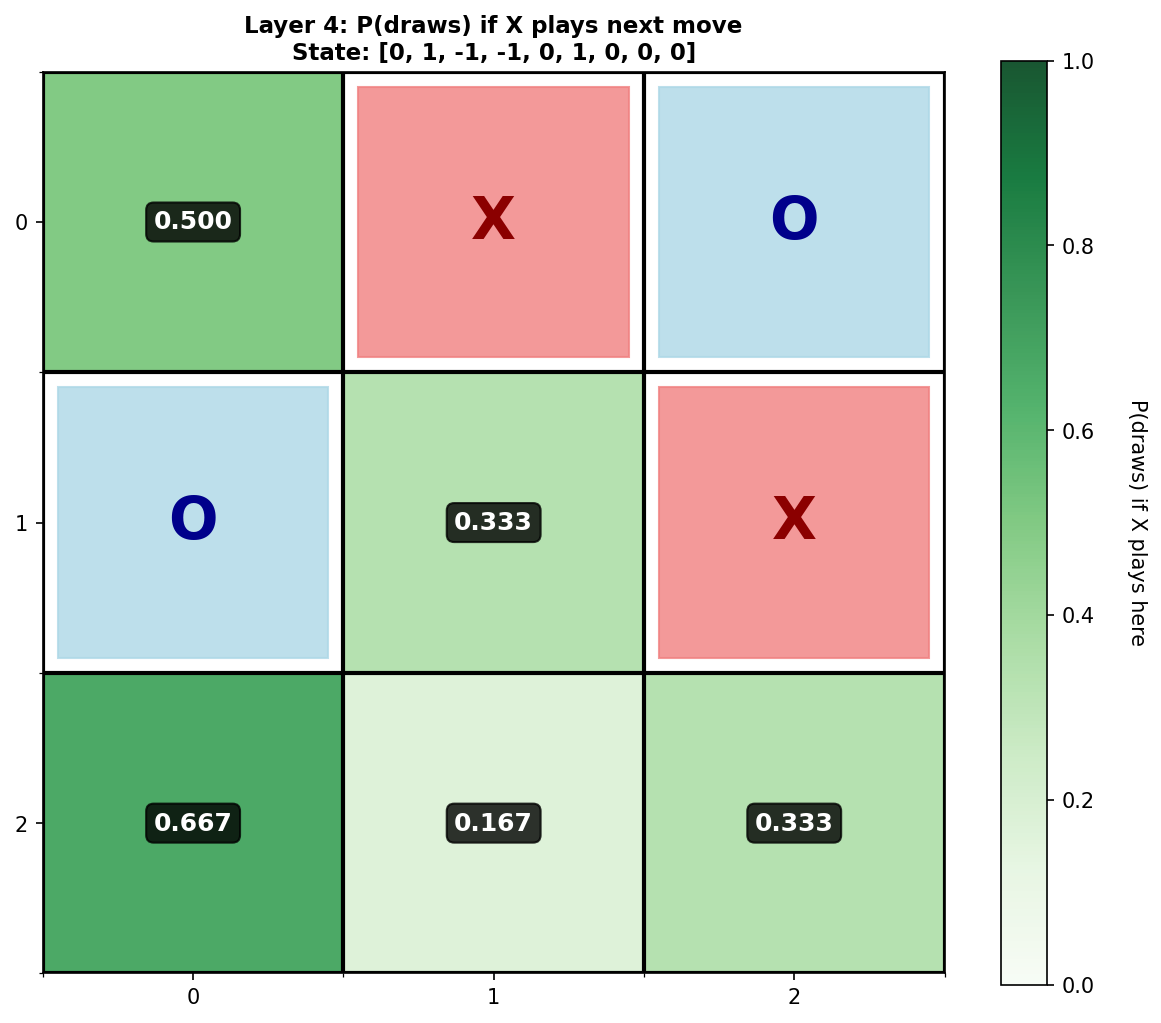 Layer 4: P(draws) if X plays next move
State: [0, 1, -1, -1, 0, 1, 0, 0, 0]
0
0.500
X
O
1
O
0.333
X
2
0.667
0.167
0.333
0
1
2
1.0
0.8
0.6
0.4
0.2
0.0
P(draws) if X plays here